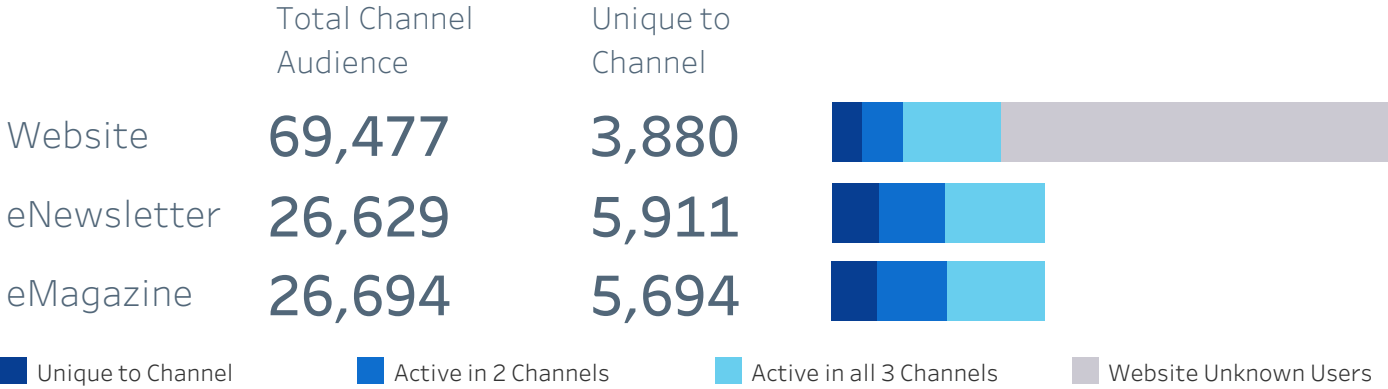 Total Channel Audience
Unique to Channel
Website 69,477 3,880
eNewsletter 26,629 5,911
eMagazine 26,694 5,694
Unique to Channel Active in 2 Channels Active in all 3 Channels Website Unknown Users